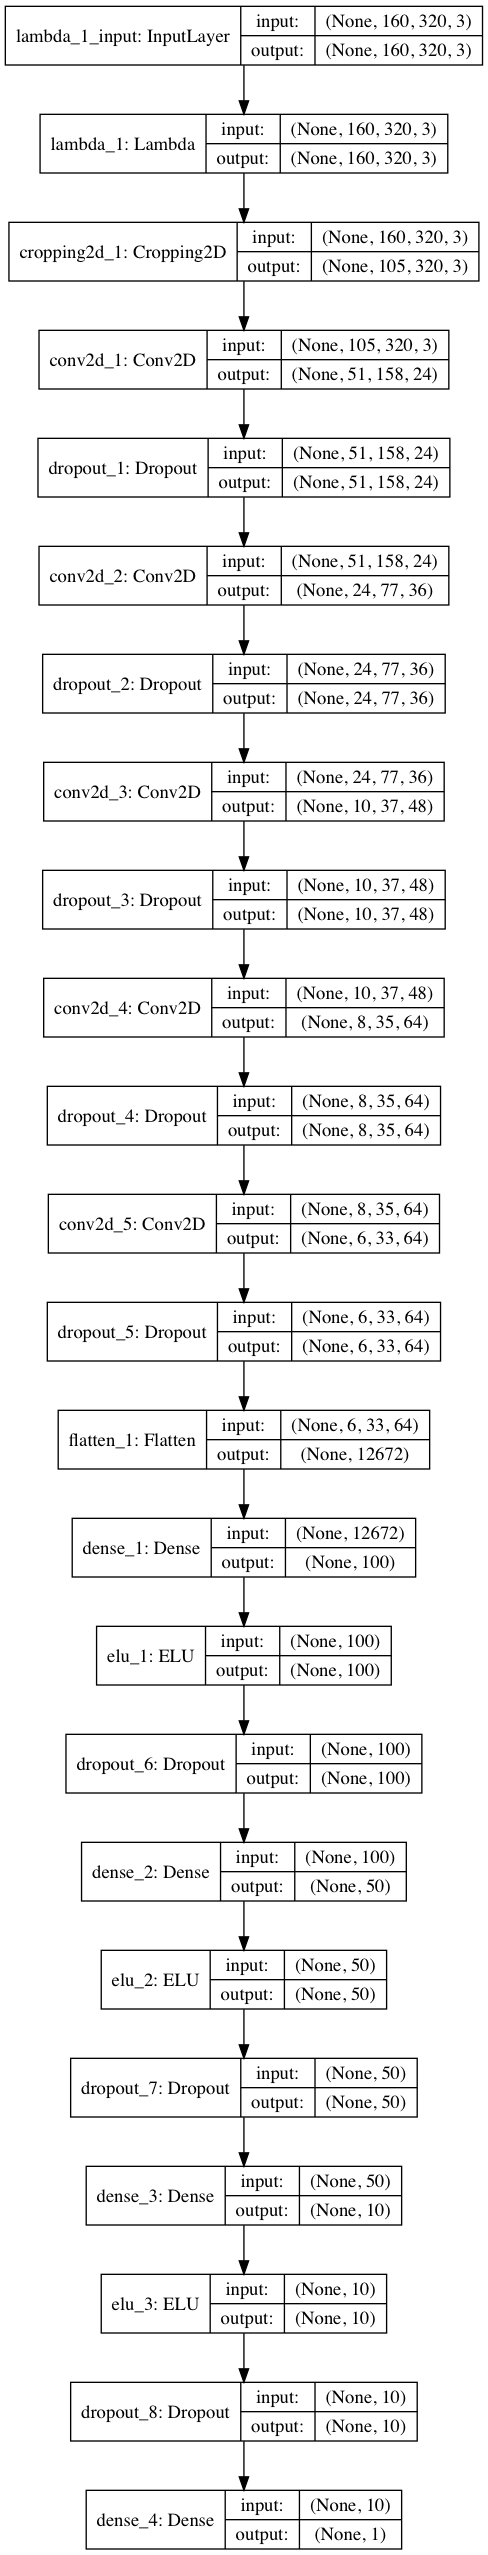 lambda_1_input: InputLayer
input: (None, 160, 320, 3)
output: (None, 160, 320, 3)
lambda_1: Lambda
input: (None, 160, 320, 3)
output: (None, 160, 320, 3)
cropping2d_1: Cropping2D
input: (None, 160, 320, 3)
output: (None, 105, 320, 3)
conv2d_1: Conv2D
input: (None, 105, 320, 3)
output: (None, 51, 158, 24)
dropout_1: Dropout
input: (None, 51, 158, 24)
output: (None, 51, 158, 24)
conv2d_2: Conv2D
input: (None, 51, 158, 24)
output: (None, 24, 77, 36)
dropout_2: Dropout
input: (None, 24, 77, 36)
output: (None, 24, 77, 36)
conv2d_3: Conv2D
input: (None, 24, 77, 36)
output: (None, 10, 37, 48)
dropout_3: Dropout
input: (None, 10, 37, 48)
output: (None, 10, 37, 48)
conv2d_4: Conv2D
input: (None, 10, 37, 48)
output: (None, 8, 35, 64)
dropout_4: Dropout
input: (None, 8, 35, 64)
output: (None, 8, 35, 64)
conv2d_5: Conv2D
input: (None, 8, 35, 64)
output: (None, 6, 33, 64)
dropout_5: Dropout
input: (None, 6, 33, 64)
output: (None, 6, 33, 64)
flatten_1: Flatten
input: (None, 6, 33, 64)
output: (None, 12672)
dense_1: Dense
input: (None, 12672)
output: (None, 100)
elu_1: ELU
input: (None, 100)
output: (None, 100)
dropout_6: Dropout
input: (None, 100)
output: (None, 100)
dense_2: Dense
input: (None, 100)
output: (None, 50)
elu_2: ELU
input: (None, 50)
output: (None, 50)
dropout_7: Dropout
input: (None, 50)
output: (None, 50)
dense_3: Dense
input: (None, 50)
output: (None, 10)
elu_3: ELU
input: (None, 10)
output: (None, 10)
dropout_8: Dropout
input: (None, 10)
output: (None, 10)
dense_4: Dense
input: (None, 10)
output: (None, 1)